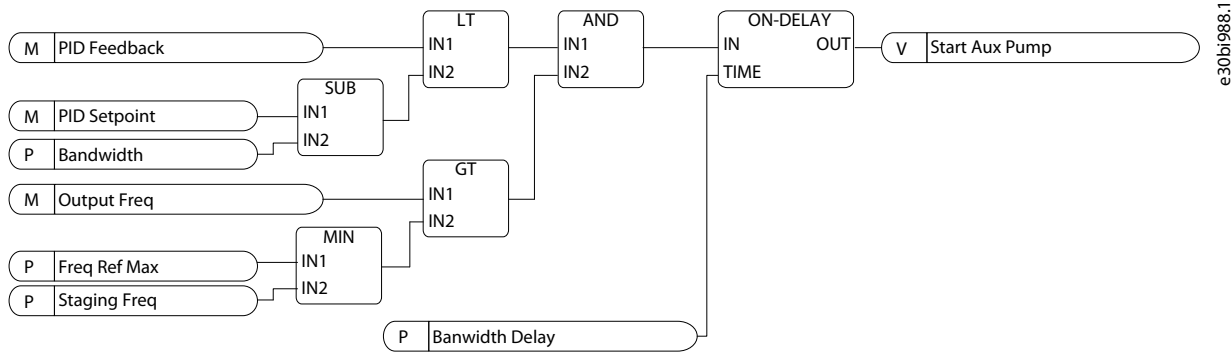 LT
AND
ON-DELAY
M PID Feedback
IN1
IN1
IN OUT
V Start Aux Pump
IN2
IN2
TIME
SUB
M PID Setpoint
IN1
P Bandwidth
IN2
GT
M Output Freq
IN1
IN2
MIN
P Freq Ref Max
IN1
P Staging Freq
IN2
P Banwidth Delay
e30bi988.1